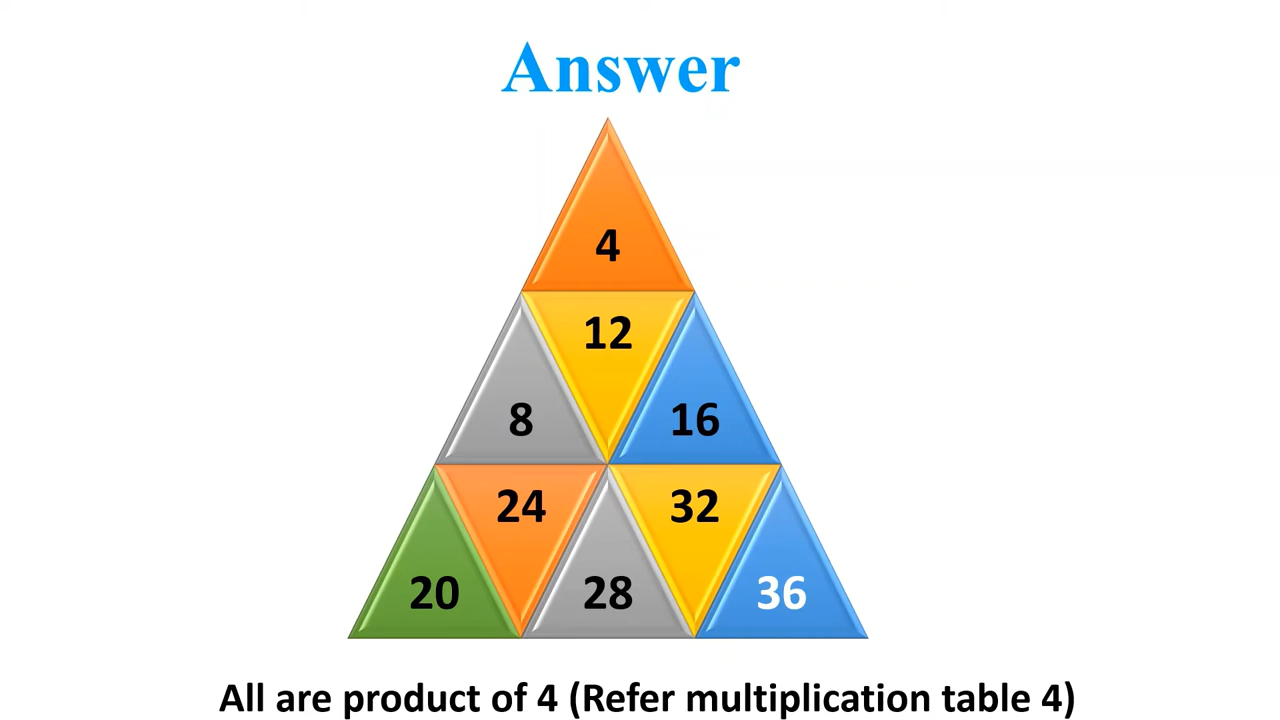 Answer
4
12
8 16
24 32
20 28 36
All are product of 4 (Refer multiplication table 4)